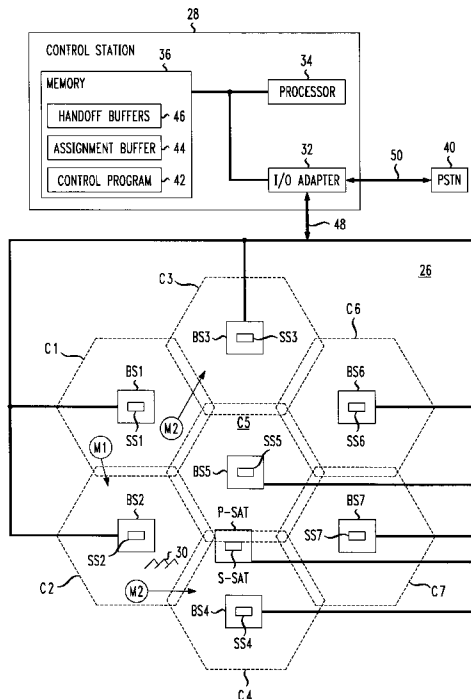 28
CONTROL STATION
36
34
MEMORY
PROCESSOR
HANDOFF BUFFERS
46
32
ASSIGNMENT BUFFER
44
40
50
I/O ADAPTER
PSTN
CONTROL PROGRAM
42
48
26
C3
C6
C1
BS3
SS3
BS1
BS6
C5
M2
SS1
SS5
SS6
M1
BS5
BS2
P-SAT
BS7
SS2
30
SS7
S-SAT
C2
M2
BS4
C7
SS4
C4